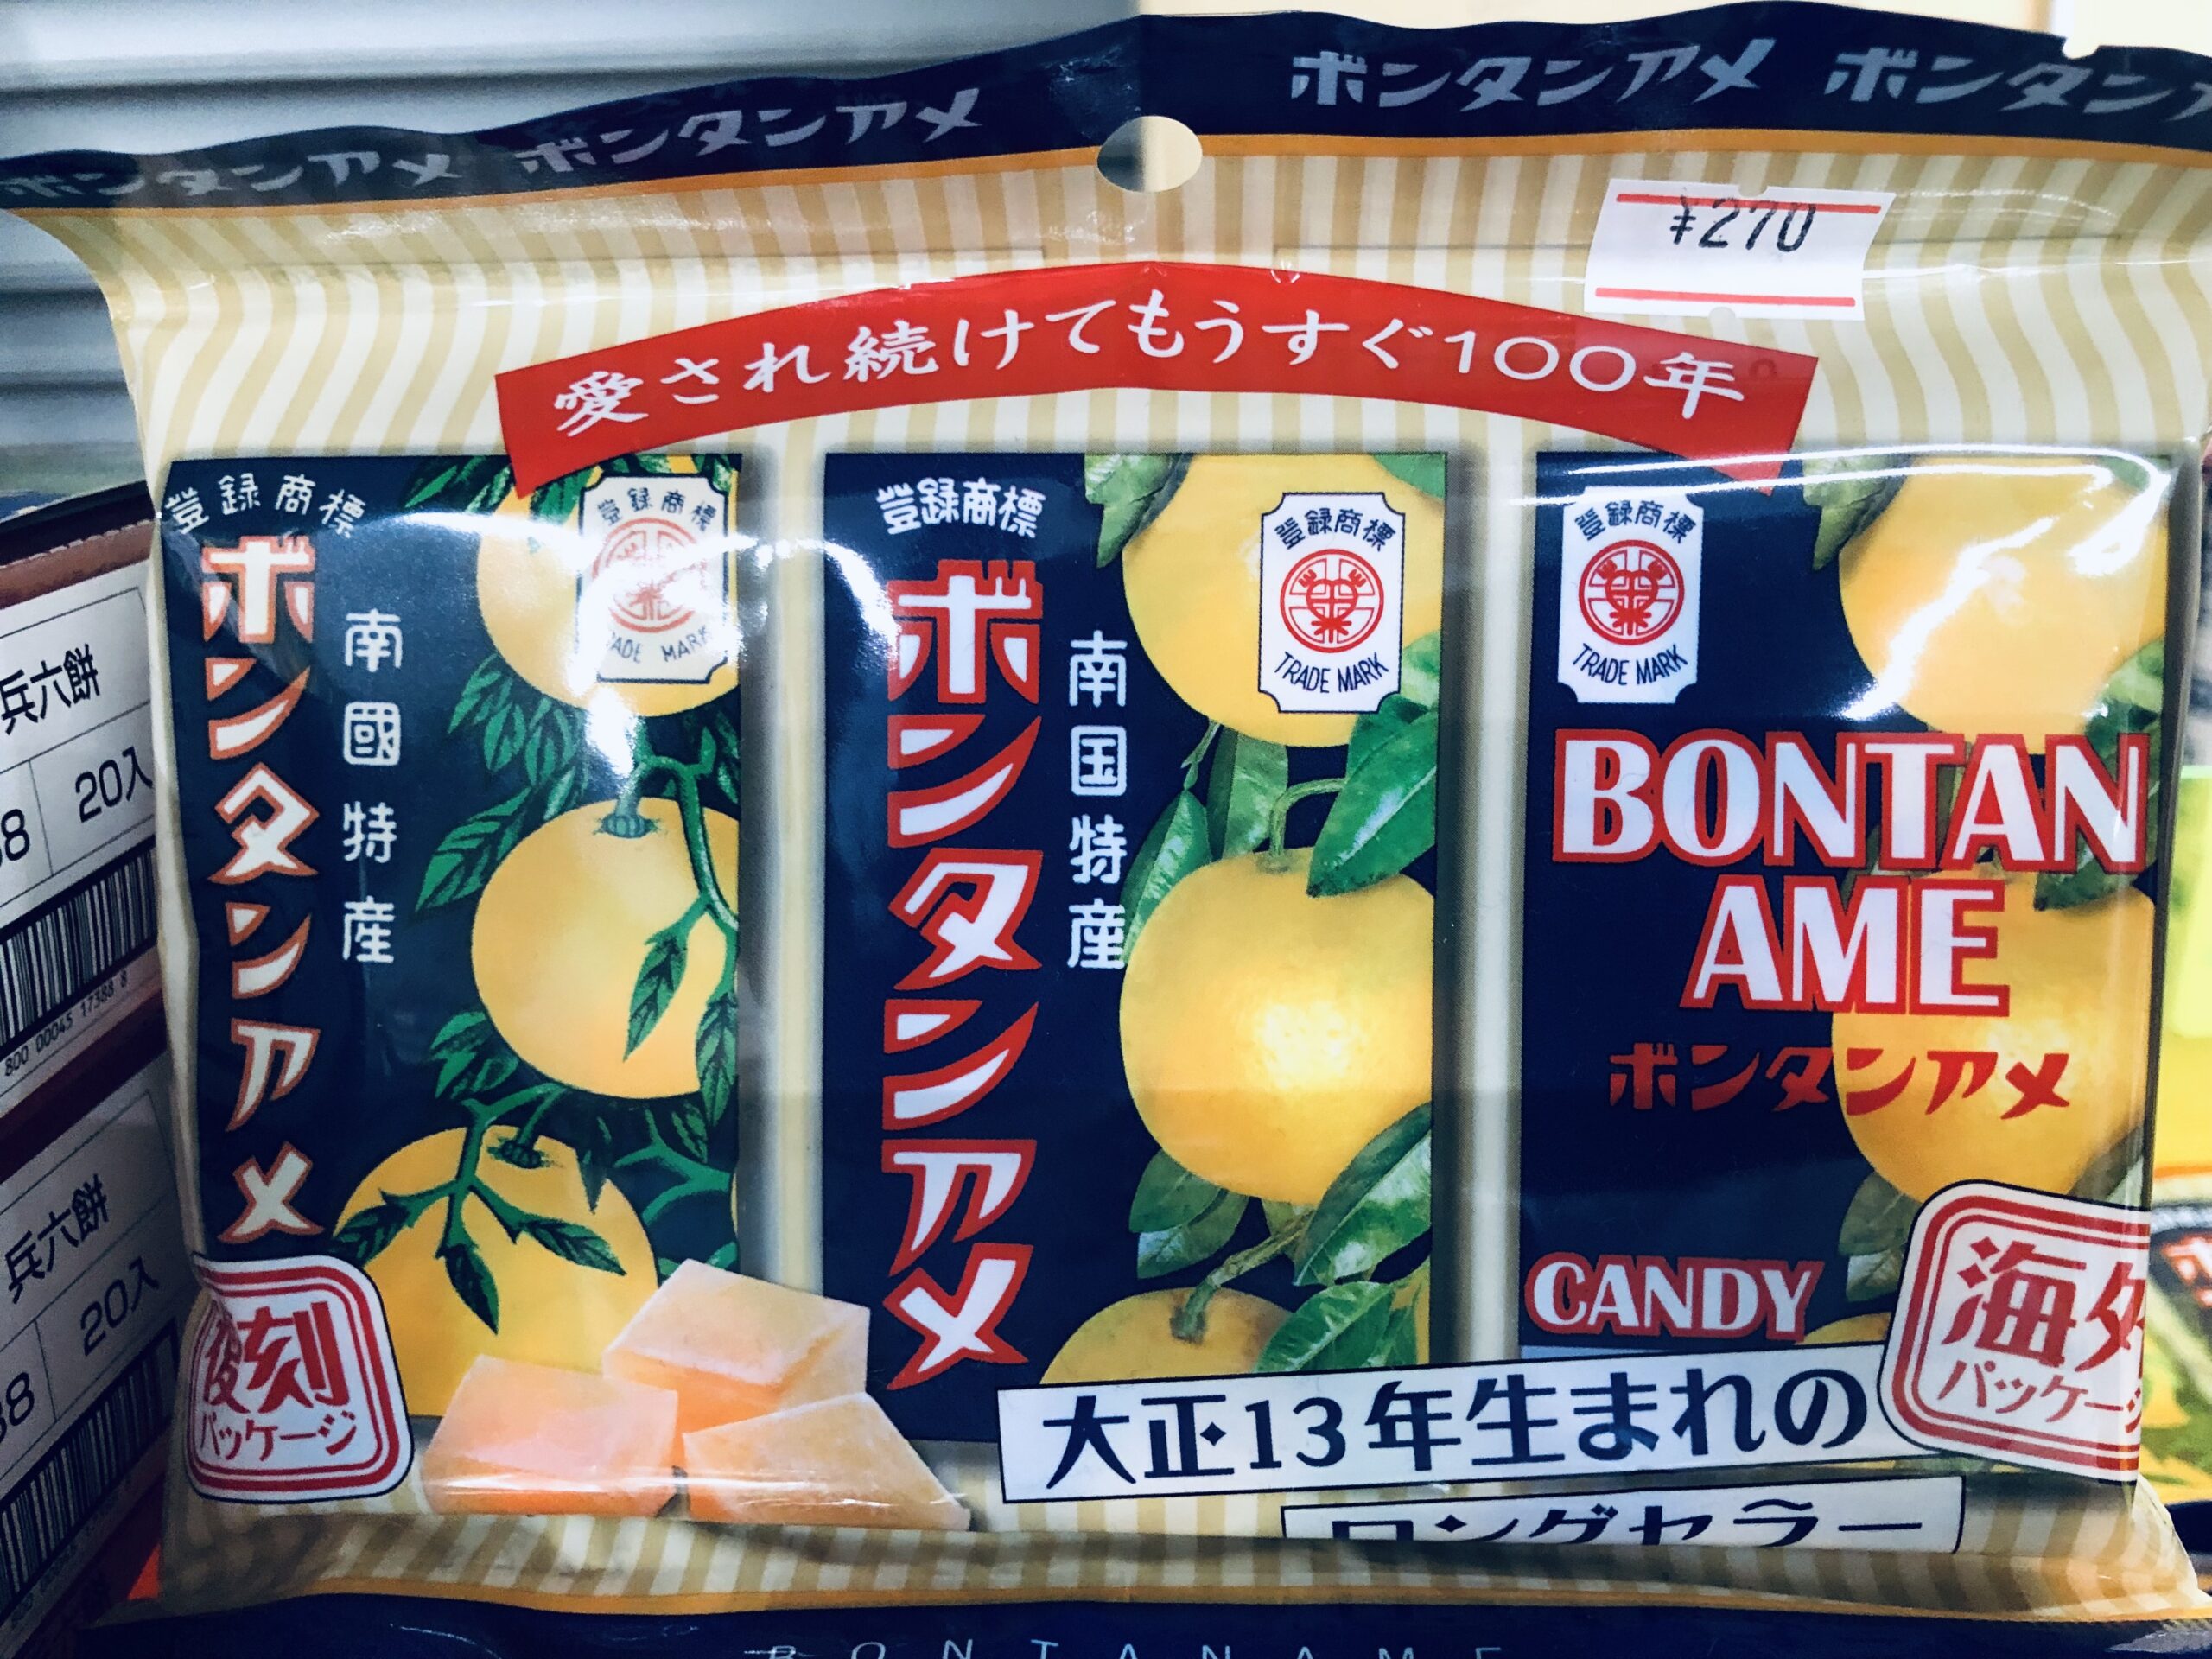 ボンタンアメ ボンタンアメ ボンタンアメ ボンタンア
¥270
愛され続けてもうすぐ100年
登録商標
ボンタンアメ
南國特産
登録商標
TRADE MARK
復刻
パッケージ
登録商標
ボンタンアメ
南国特産
登録商標
TRADE MARK
登録商標
TRADE MARK
BONTAN
AME
ボンタンアメ
CANDY
海外
パッケージ
大正13年生まれの
ロングセラー
BONTANAME
兵六餅
20入
800 00045 17388 8
兵六餅
20入